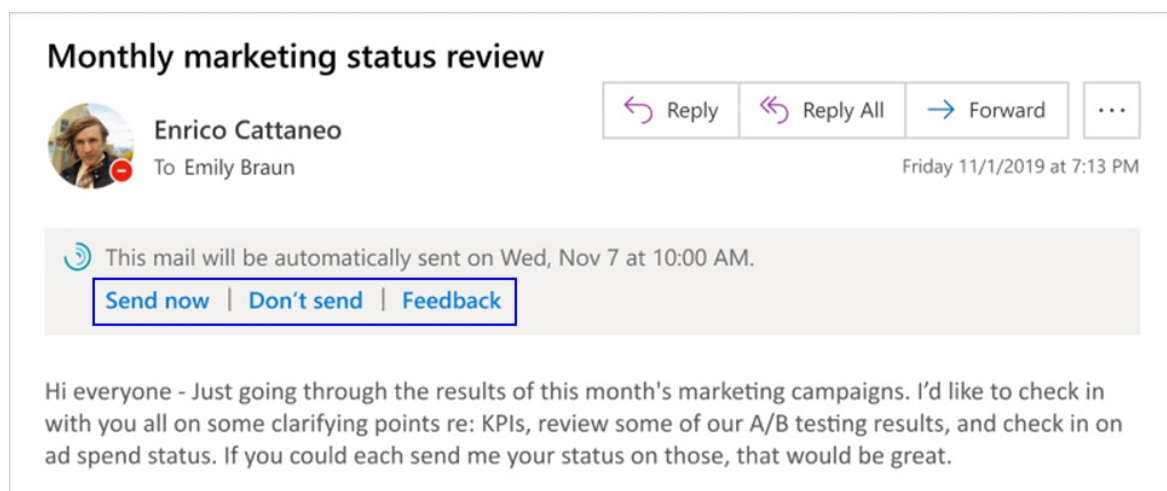 Monthly marketing status review
Reply
Reply All
Forward
...
Enrico Cattaneo
To Emily Braun
Friday 11/1/2019 at 7:13 PM
This mail will be automatically sent on Wed, Nov 7 at 10:00 AM.
Send now | Don't send | Feedback
Hi everyone - Just going through the results of this month's marketing campaigns. I'd like to check in
with you all on some clarifying points re: KPIs, review some of our A/B testing results, and check in on
ad spend status. If you could each send me your status on those, that would be great.